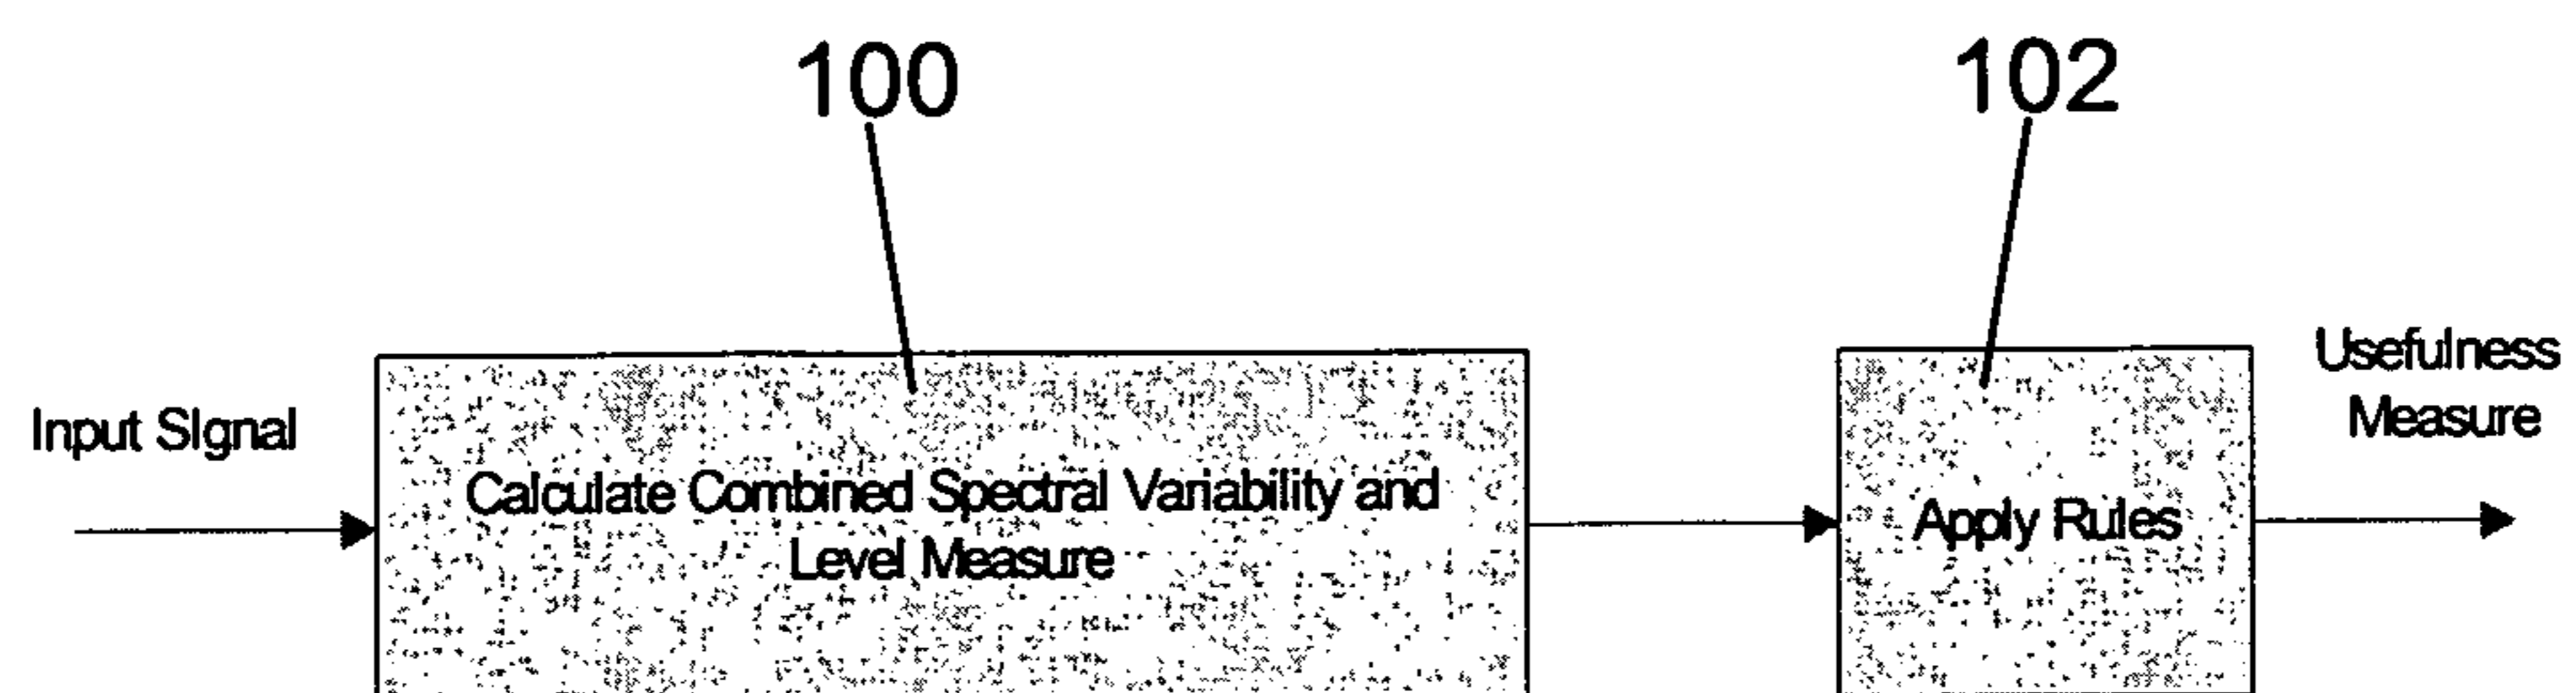 100
102
Input Signal
Calculate Combined Spectral Variability and
Level Measure
Apply Rules
Usefulness
Measure